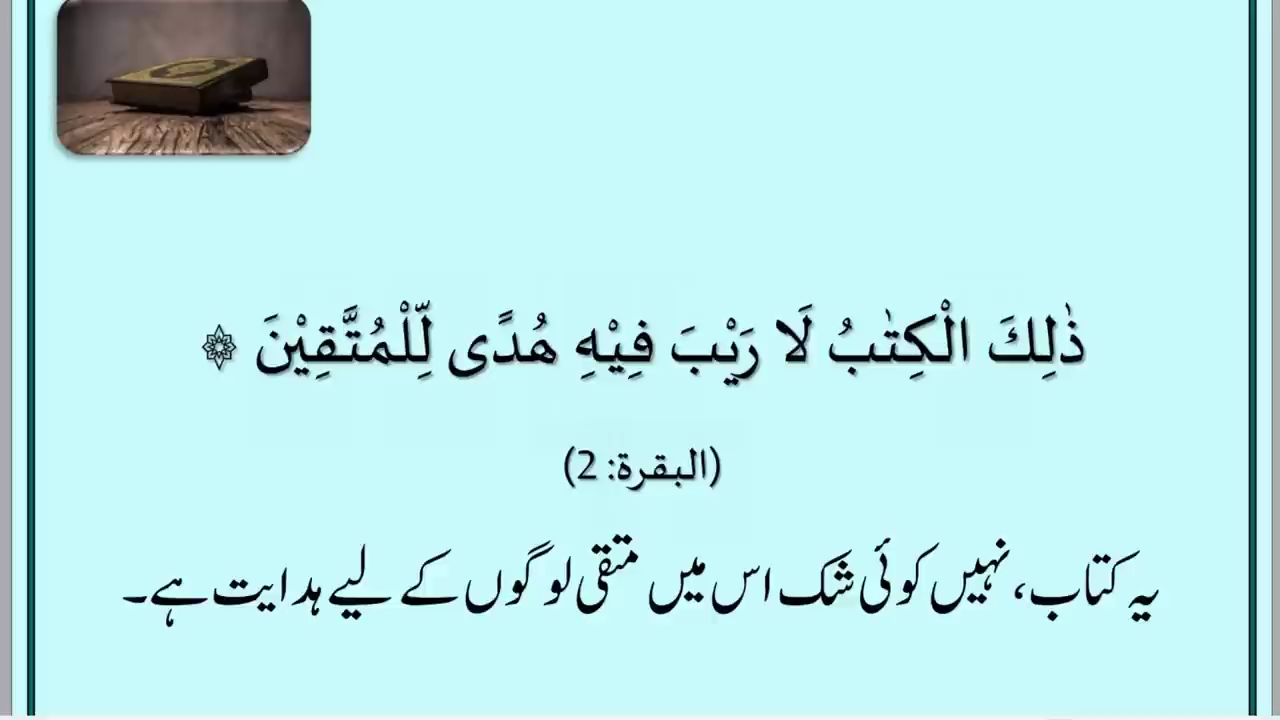 ذٰلِكَ الْكِتٰبُ لَا رَيْبَ فِيْهِ هُدًى لِّلْمُتَّقِيْنَ ۞
(البقرة: 2)
یہ کتاب، نہیں کوئی شک اس میں متقی لوگوں کے لیے ہدایت ہے۔